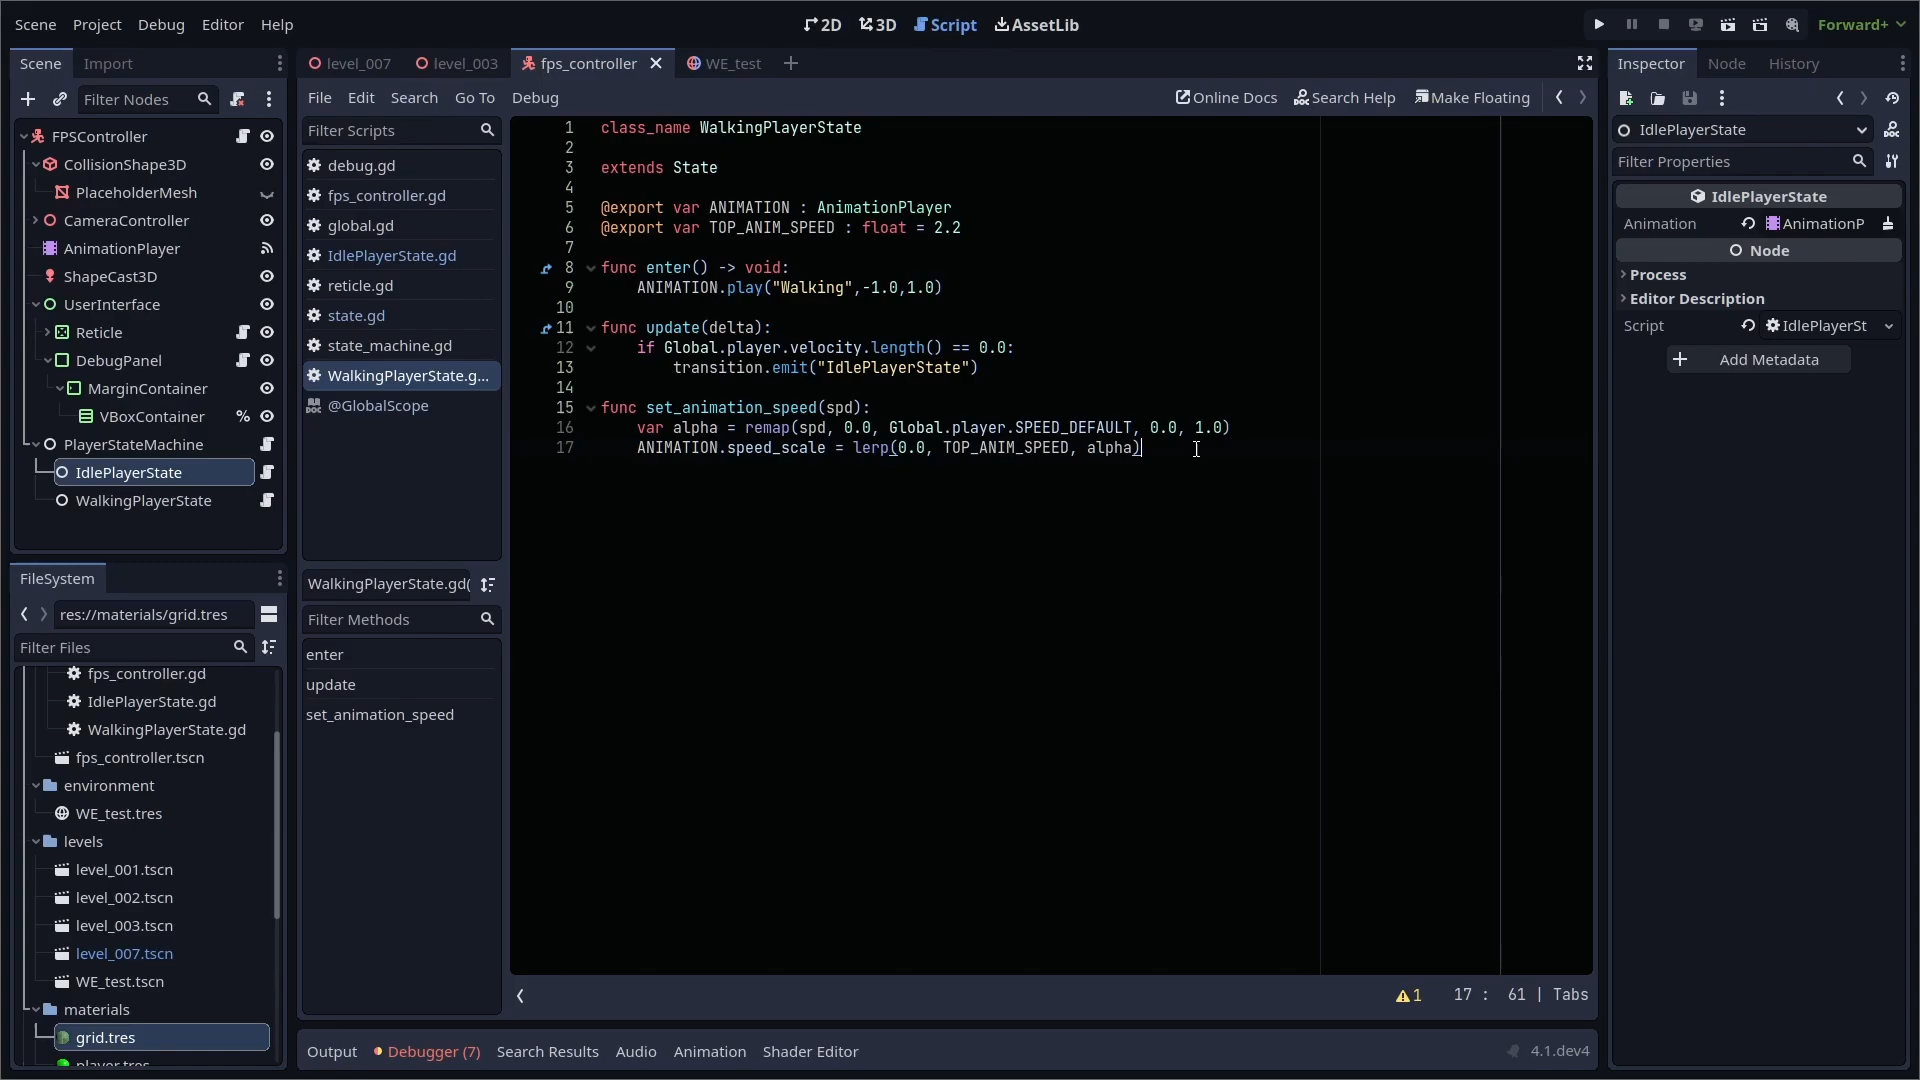 Scene Project Debug Editor Help
2D 3D Script AssetLib
Forward+
Scene Import
Filter Nodes
FPSController
CollisionShape3D
PlaceholderMesh
CameraController
AnimationPlayer
ShapeCast3D
UserInterface
Reticle
DebugPanel
MarginContainer
VBoxContainer %
PlayerStateMachine
IdlePlayerState
WalkingPlayerState
FileSystem
res://materials/grid.tres
Filter Files
fps_controller.gd
IdlePlayerState.gd
WalkingPlayerState.gd
fps_controller.tscn
environment
WE_test.tres
levels
level_001.tscn
level_002.tscn
level_003.tscn
level_007.tscn
WE_test.tscn
materials
grid.tres
player.tres
level_007 level_003 fps_controller WE_test
File Edit Search Go To Debug
Online Docs Search Help Make Floating
Filter Scripts
debug.gd
fps_controller.gd
global.gd
IdlePlayerState.gd
reticle.gd
state.gd
state_machine.gd
WalkingPlayerState.g...
@GlobalScope
WalkingPlayerState.gd(
Filter Methods
enter
update
set_animation_speed
1 class_name WalkingPlayerState
2
3 extends State
4
5 @export var ANIMATION : AnimationPlayer
6 @export var TOP_ANIM_SPEED : float = 2.2
7
8 func enter() -> void:
9 ANIMATION.play("Walking",-1.0,1.0)
10
11 func update(delta):
12 if Global.player.velocity.length() == 0.0:
13 transition.emit("IdlePlayerState")
14
15 func set_animation_speed(spd):
16 var alpha = remap(spd, 0.0, Global.player.SPEED_DEFAULT, 0.0, 1.0)
17 ANIMATION.speed_scale = lerp(0.0, TOP_ANIM_SPEED, alpha)
1 17 : 61 | Tabs
Output Debugger (7) Search Results Audio Animation Shader Editor
4.1.dev4
Inspector Node History
IdlePlayerState
Filter Properties
IdlePlayerState
Animation AnimationP
Node
Process
Editor Description
Script IdlePlayerSt
Add Metadata